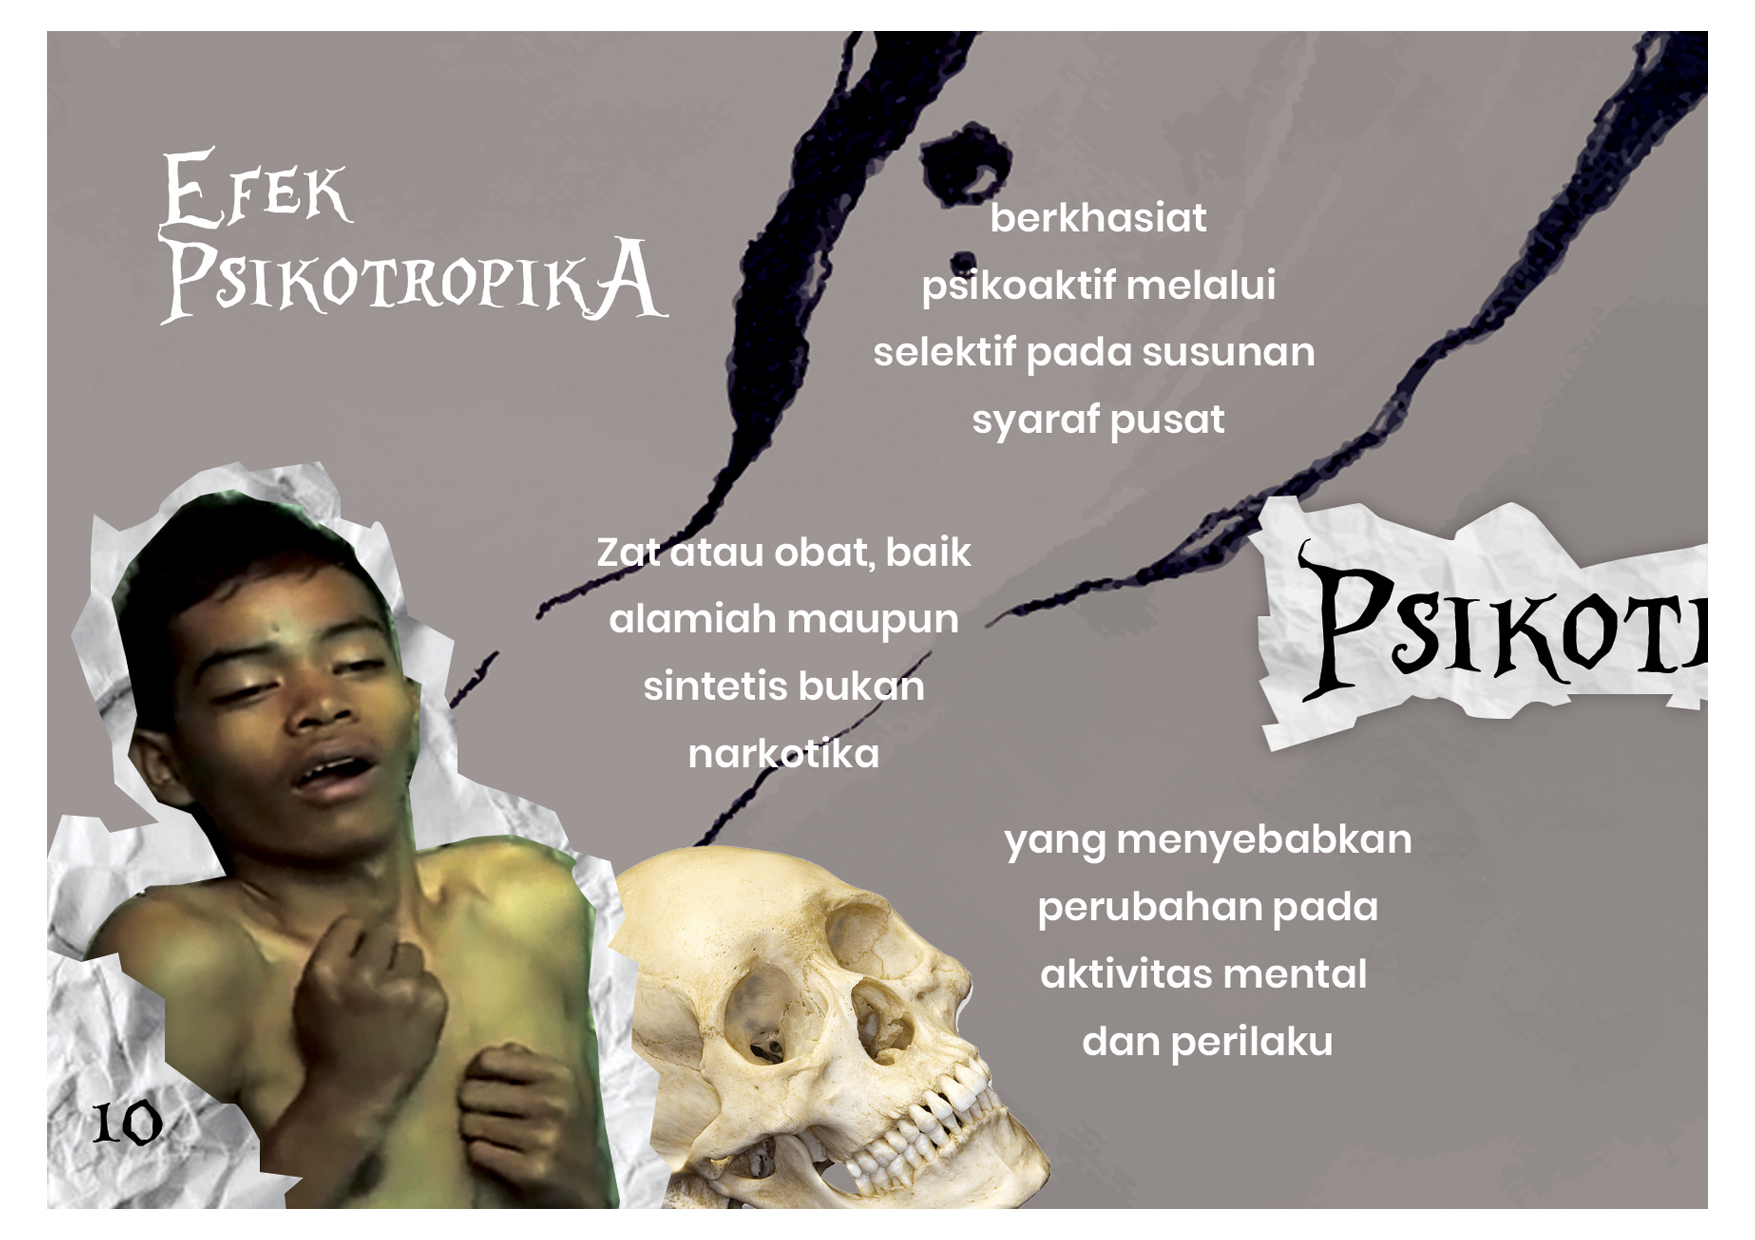 Efek
PsikotropikA
berkhasiat
psikoaktif melalui
selektif pada susunan
syaraf pusat
Zat atau obat, baik
alamiah maupun
sintetis bukan
narkotika
Psikot
yang menyebabkan
perubahan pada
aktivitas mental
dan perilaku
10